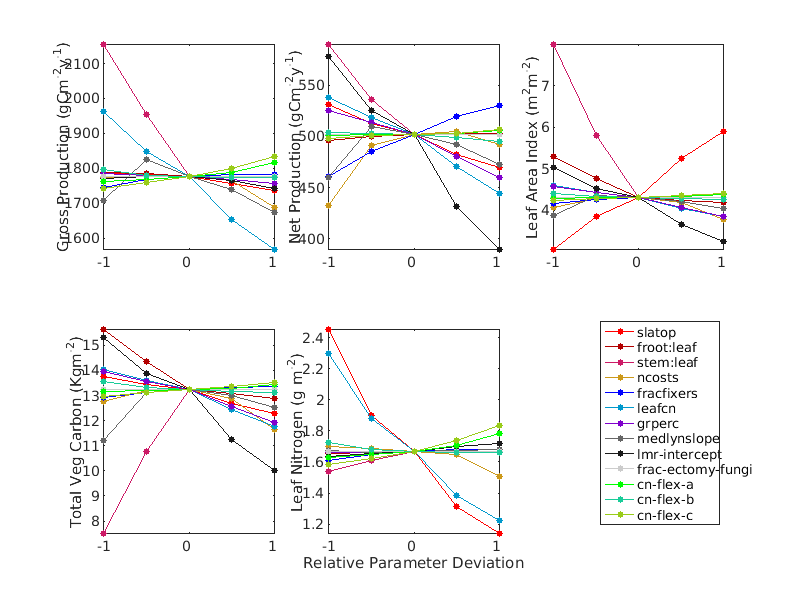 Gross Production (gCm-2y-1)
2100
2000
1900
1800
1700
1600
-1 0 1
Net Production (gCm-2y-1)
550
500
450
400
-1 0 1
Leaf Area Index (m2m-2)
7
6
5
4
-1 0 1
Total Veg Carbon (Kgm-2)
15
14
13
12
11
10
9
8
-1 0 1
Leaf Nitrogen (g m-2)
2.4
2.2
2
1.8
1.6
1.4
1.2
-1 0 1
Relative Parameter Deviation
slatop
froot:leaf
stem:leaf
ncosts
fracfixers
leafcn
grperc
medlynslope
lmr-intercept
frac-ectomy-fungi
cn-flex-a
cn-flex-b
cn-flex-c